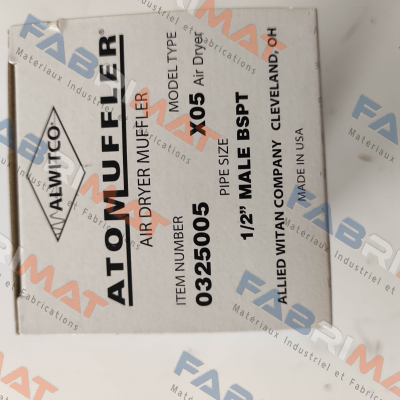 ALWITCO®
ATOMUFFLER®
AIR DRYER MUFFLER
ITEM NUMBER MODEL TYPE
0325005 X05 Air Dryer
PIPE SIZE
1/2" MALE BSPT
ALLIED WITAN COMPANY CLEVELAND, OH
MADE IN USA
FABRIMAT
Matériaux Industriel et Fabrications